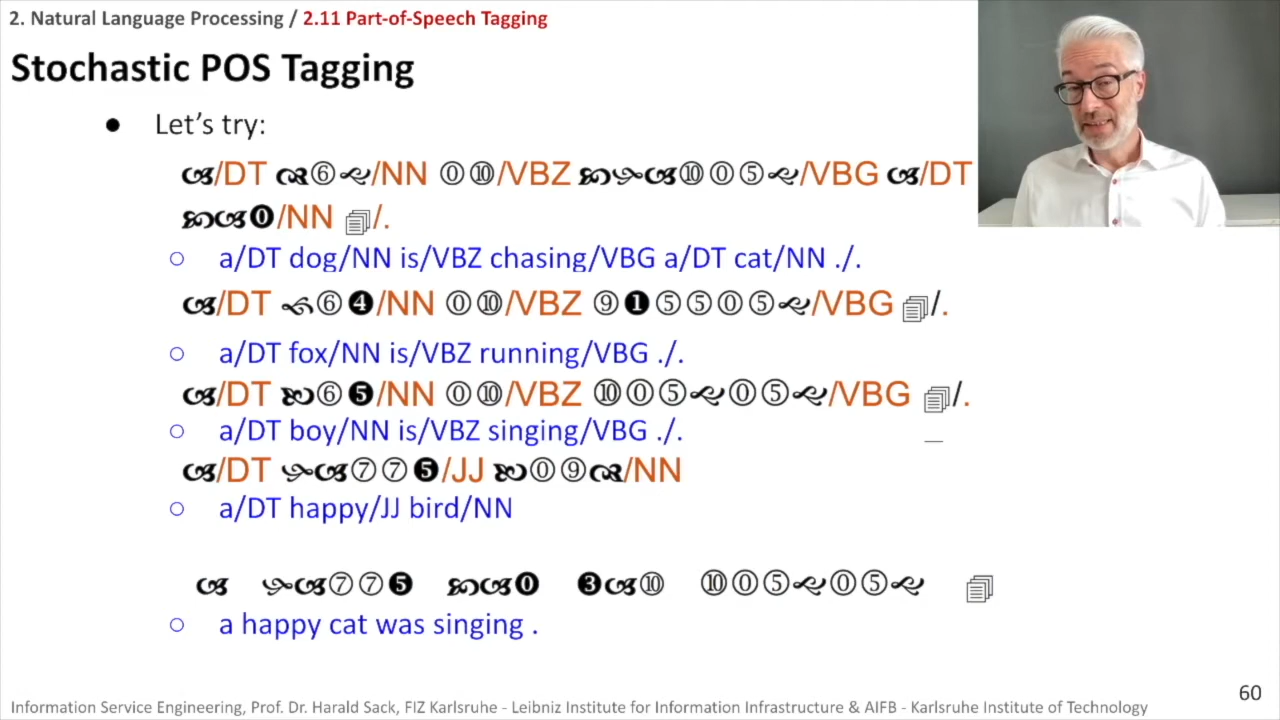 2. Natural Language Processing / 2.11 Part-of-Speech Tagging
Stochastic POS Tagging
● Let's try:
/DT /NN ⓪⑩/VBZ /VBG /DT
/NN 🗐/.
○ a/DT dog/NN is/VBZ chasing/VBG a/DT cat/NN ./.
/DT /NN ⓪⑩/VBZ /VBG 🗐/.
○ a/DT fox/NN is/VBZ running/VBG ./.
/DT /NN ⓪⑩/VBZ /VBG 🗐/.
○ a/DT boy/NN is/VBZ singing/VBG ./.
/DT /JJ /NN
○ a/DT happy/JJ bird/NN
🗐
○ a happy cat was singing .
60
Information Service Engineering, Prof. Dr. Harald Sack, FIZ Karlsruhe - Leibniz Institute for Information Infrastructure & AIFB - Karlsruhe Institute of Technology